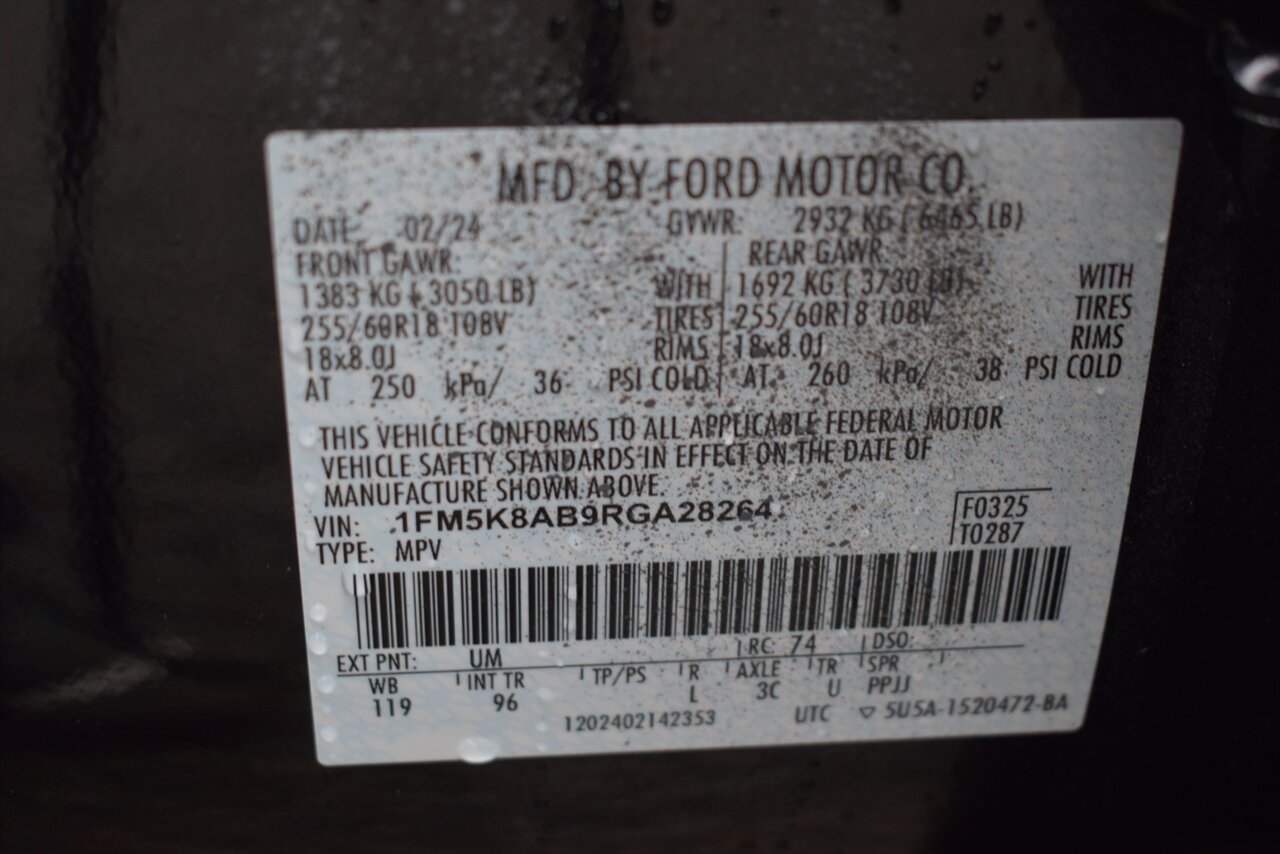 MFD. BY FORD MOTOR CO.
DATE: 02/24 GVWR: 2932 KG ( 6465 LB)
FRONT GAWR: REAR GAWR:
1383 KG ( 3050 LB) WITH 1692 KG ( 3730 LB) WITH
255/60R18 108V TIRES 255/60R18 108V TIRES
18x8.0J RIMS 18x8.0J RIMS
AT 250 kPa/ 36 PSI COLD AT 260 kPa/ 38 PSI COLD
THIS VEHICLE CONFORMS TO ALL APPLICABLE FEDERAL MOTOR
VEHICLE SAFETY STANDARDS IN EFFECT ON THE DATE OF
MANUFACTURE SHOWN ABOVE.
VIN: 1FM5K8AB9RGA28264 F0325
TYPE: MPV T0287
EXT PNT: UM RC: 74 DSO:
WB INT TR TP/PS R AXLE TR SPR
119 96 L 3C U PPJJ
1202402142353 UTC ▽ 5U5A-1520472-BA